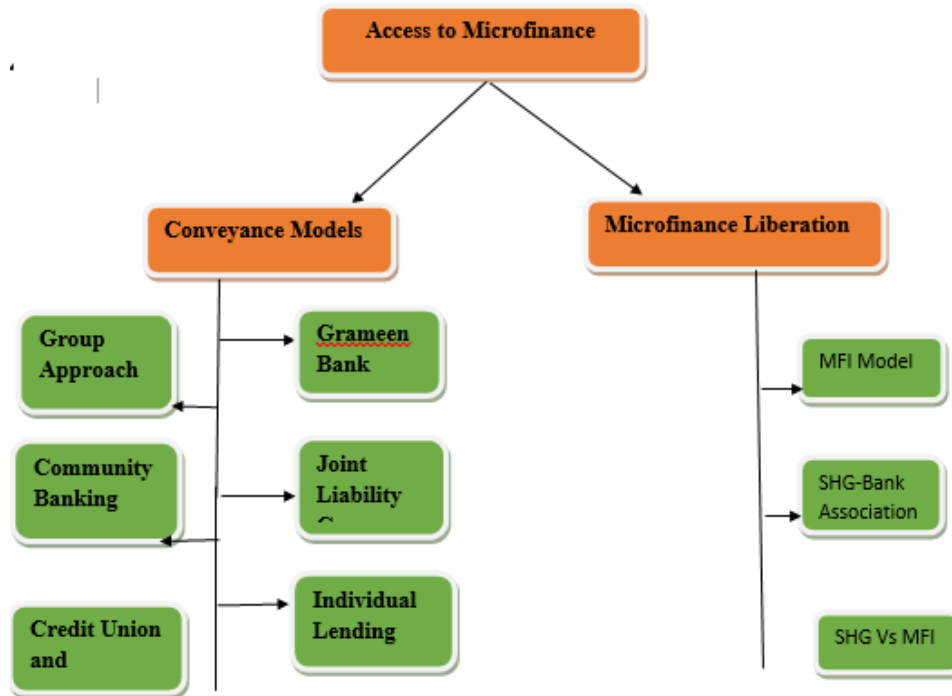 Access to Microfinance
Conveyance Models
Microfinance Liberation
Group
Approach
Grameen
Bank
MFI Model
Community
Banking
Joint
Liability
SHG-Bank
Association
Credit Union
and
Individual
Lending
SHG Vs MFI